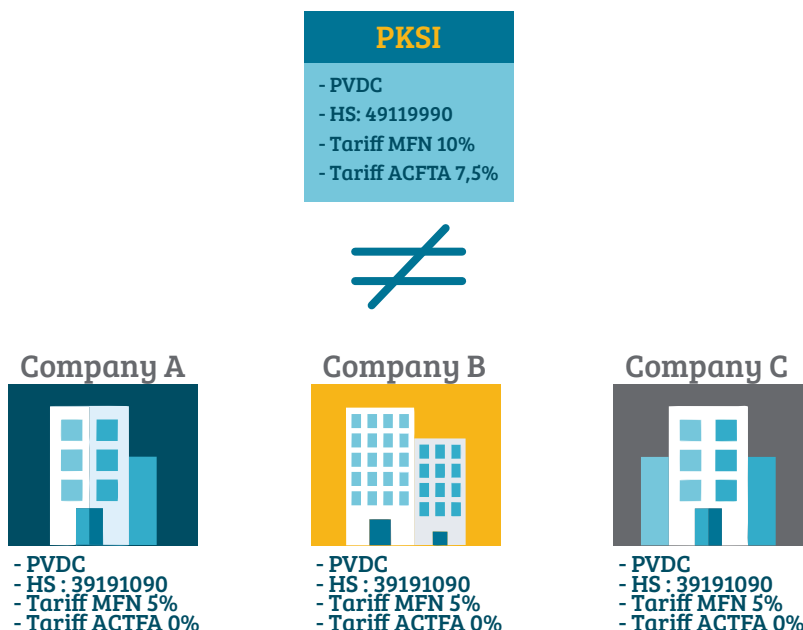 PKSI
- PVDC
- HS: 49119990
- Tariff MFN 10%
- Tariff ACFTA 7,5%
≠
Company A
- PVDC
- HS : 39191090
- Tariff MFN 5%
- Tariff ACTFA 0%
Company B
- PVDC
- HS : 39191090
- Tariff MFN 5%
- Tariff ACTFA 0%
Company C
- PVDC
- HS : 39191090
- Tariff MFN 5%
- Tariff ACTFA 0%